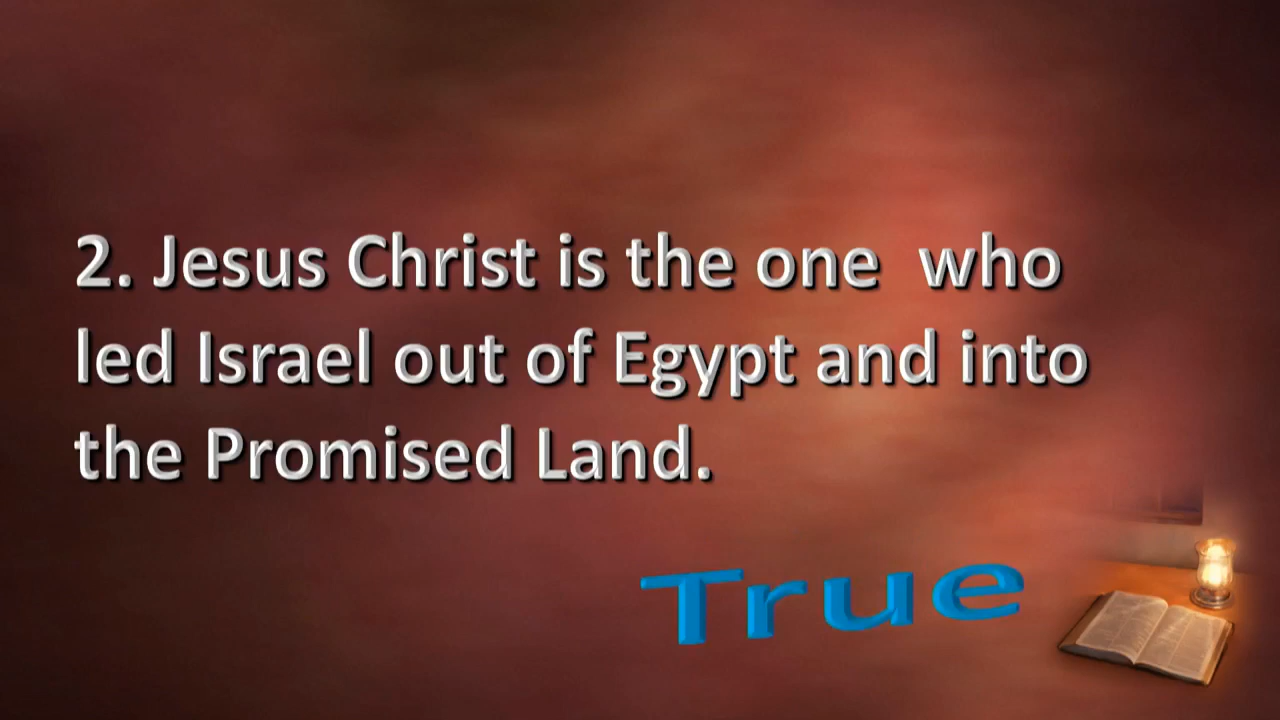 2. Jesus Christ is the one  who
led Israel out of Egypt and into
the Promised Land.
True